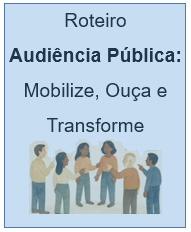 Roteiro
Audiência Pública:
Mobilize, Ouça e
Transforme